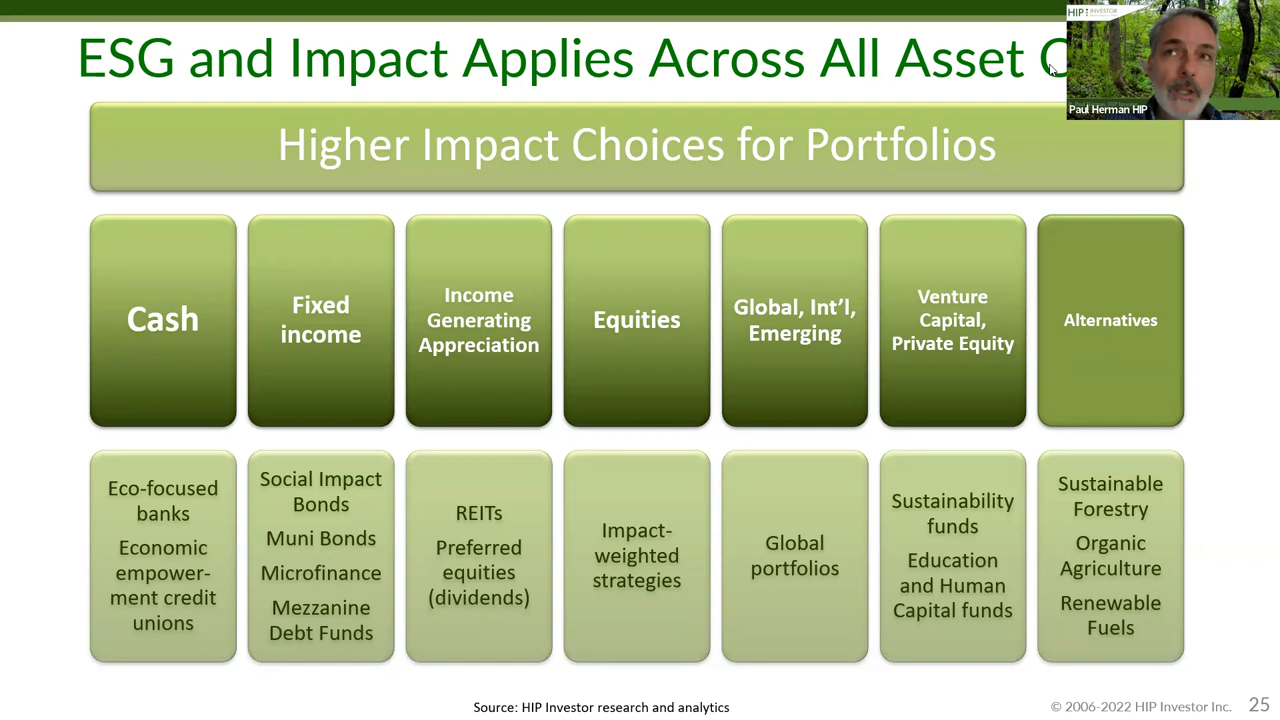 ESG and Impact Applies Across All Asset
HIP INVESTOR
Paul Herman HIP
Higher Impact Choices for Portfolios
Cash
Fixed
income
Income
Generating
Appreciation
Equities
Global, Int’l,
Emerging
Venture
Capital,
Private Equity
Alternatives
Eco-focused
banks
Economic
empower-
ment credit
unions
Social Impact
Bonds
Muni Bonds
Microfinance
Mezzanine
Debt Funds
REITs
Preferred
equities
(dividends)
Impact-
weighted
strategies
Global
portfolios
Sustainability
funds
Education
and Human
Capital funds
Sustainable
Forestry
Organic
Agriculture
Renewable
Fuels
Source: HIP Investor research and analytics
© 2006-2022 HIP Investor Inc. 25